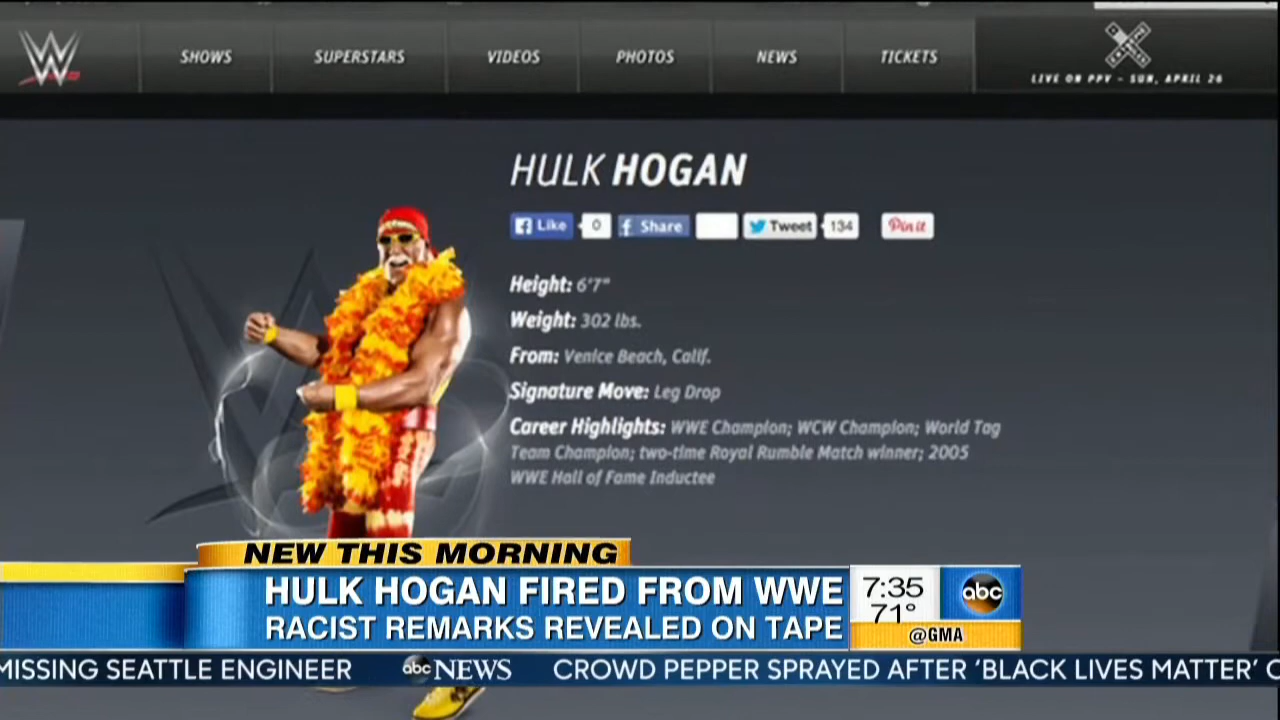 W
SHOWS
SUPERSTARS
VIDEOS
PHOTOS
NEWS
TICKETS
LIVE ON PPV - SUN, APRIL 26
HULK HOGAN
Like 0 Share Tweet 134 Pin it
Height: 6'7"
Weight: 302 lbs.
From: Venice Beach, Calif.
Signature Move: Leg Drop
Career Highlights: WWE Champion; WCW Champion; World Tag
Team Champion; two-time Royal Rumble Match winner; 2005
WWE Hall of Fame Inductee
NEW THIS MORNING
HULK HOGAN FIRED FROM WWE
RACIST REMARKS REVEALED ON TAPE
7:35
71°
abc
@GMA
MISSING SEATTLE ENGINEER abc NEWS CROWD PEPPER SPRAYED AFTER ‘BLACK LIVES MATTER’ C